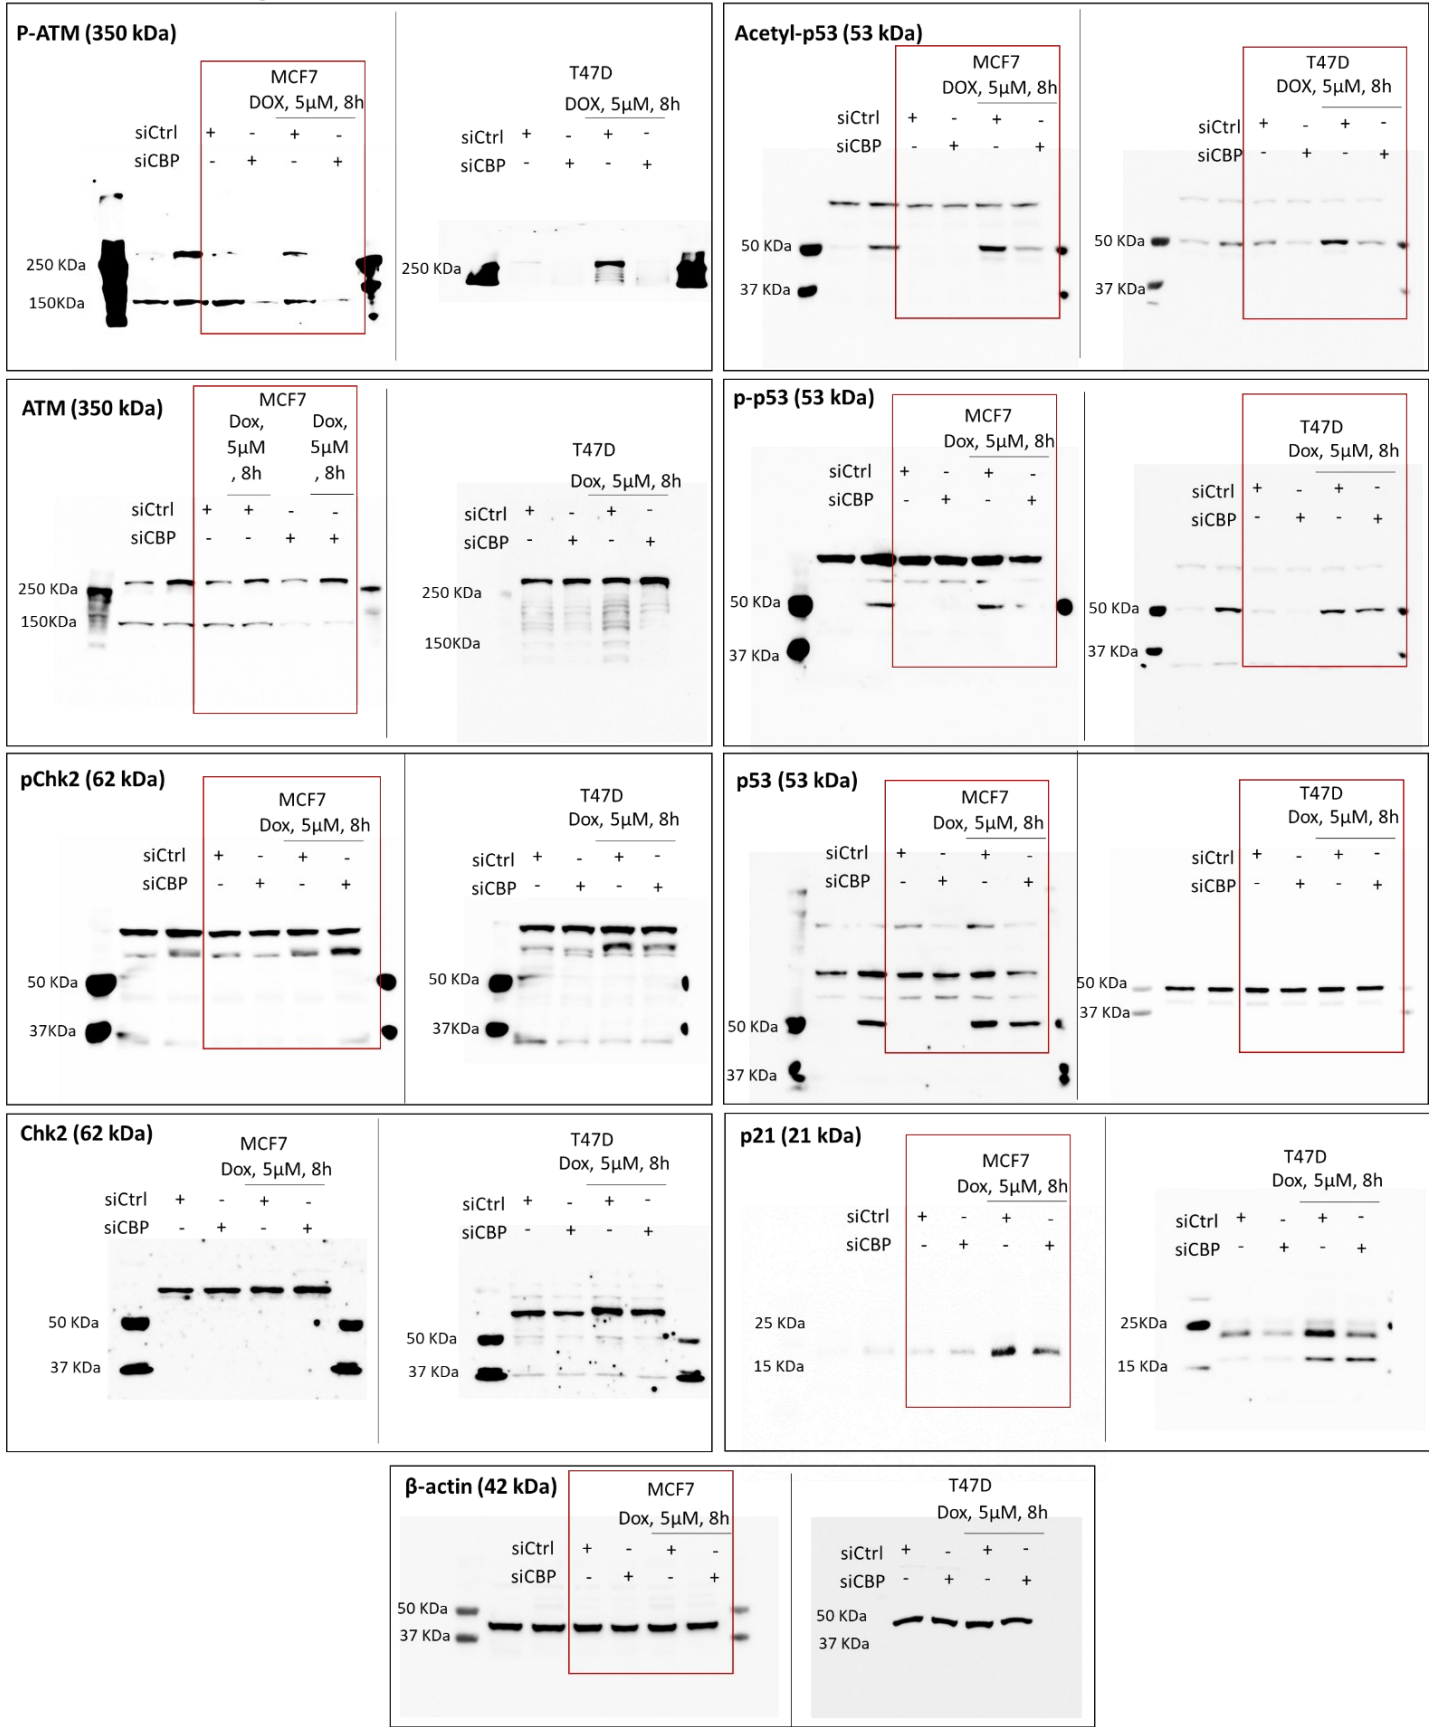 P-ATM (350 kDa)
MCF7
DOX, 5µM, 8h
siCtrl + - + -
siCBP - + - +
250 KDa
150KDa
T47D
DOX, 5µM, 8h
siCtrl + - + -
siCBP - + - +
250 KDa
Acetyl-p53 (53 kDa)
MCF7
DOX, 5µM, 8h
siCtrl + - + -
siCBP - + - +
50 KDa
37 KDa
T47D
DOX, 5µM, 8h
siCtrl + - + -
siCBP - + - +
50 KDa
37 KDa
ATM (350 kDa)
MCF7
Dox, Dox,
5µM 5µM
, 8h , 8h
siCtrl + + - -
siCBP - - + +
250 KDa
150KDa
T47D
Dox, 5µM, 8h
siCtrl + - + -
siCBP - + - +
250 KDa
150KDa
p-p53 (53 kDa)
MCF7
Dox, 5µM, 8h
siCtrl + - + -
siCBP - + - +
50 KDa
37 KDa
T47D
Dox, 5µM, 8h
siCtrl + - + -
siCBP - + - +
50 KDa
37 KDa
pChk2 (62 kDa)
MCF7
Dox, 5µM, 8h
siCtrl + - + -
siCBP - + - +
50 KDa
37KDa
T47D
Dox, 5µM, 8h
siCtrl + - + -
siCBP - + - +
50 KDa
37KDa
p53 (53 kDa)
MCF7
Dox, 5µM, 8h
siCtrl + - + -
siCBP - + - +
50 KDa
37 KDa
T47D
Dox, 5µM, 8h
siCtrl + - + -
siCBP - + - +
50 KDa
37 KDa
Chk2 (62 kDa)
MCF7
Dox, 5µM, 8h
siCtrl + - + -
siCBP - + - +
50 KDa
37 KDa
T47D
Dox, 5µM, 8h
siCtrl + - + -
siCBP - + - +
50 KDa
37 KDa
p21 (21 kDa)
MCF7
Dox, 5µM, 8h
siCtrl + - + -
siCBP - + - +
25 KDa
15 KDa
T47D
Dox, 5µM, 8h
siCtrl + - + -
siCBP - + - +
25KDa
15 KDa
β-actin (42 kDa)
MCF7
Dox, 5µM, 8h
siCtrl + - + -
siCBP - + - +
50 KDa
37 KDa
T47D
Dox, 5µM, 8h
siCtrl + - + -
siCBP - + - +
50 KDa
37 KDa